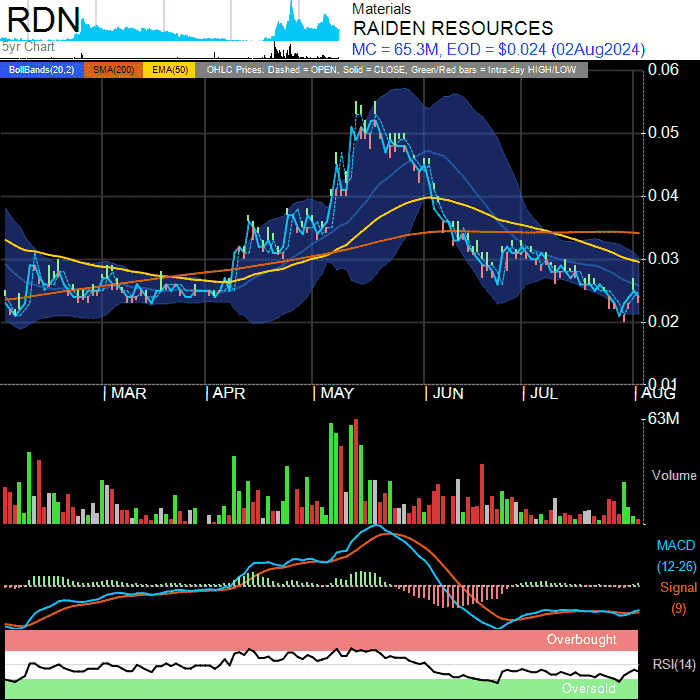 RDN
5yr Chart
Materials
RAIDEN RESOURCES
MC = 65.3M, EOD = $0.024 (02Aug2024)
BollBands(20,2) SMA(200) EMA(50) OHLC Prices: Dashed = OPEN, Solid = CLOSE, Green/Red bars = Intra-day HIGH/LOW
0.06
0.05
0.04
0.03
0.02
0.01
MAR APR MAY JUN JUL AUG
63M
Volume
MACD
(12-26)
Signal
(9)
Overbought
RSI(14)
Oversold